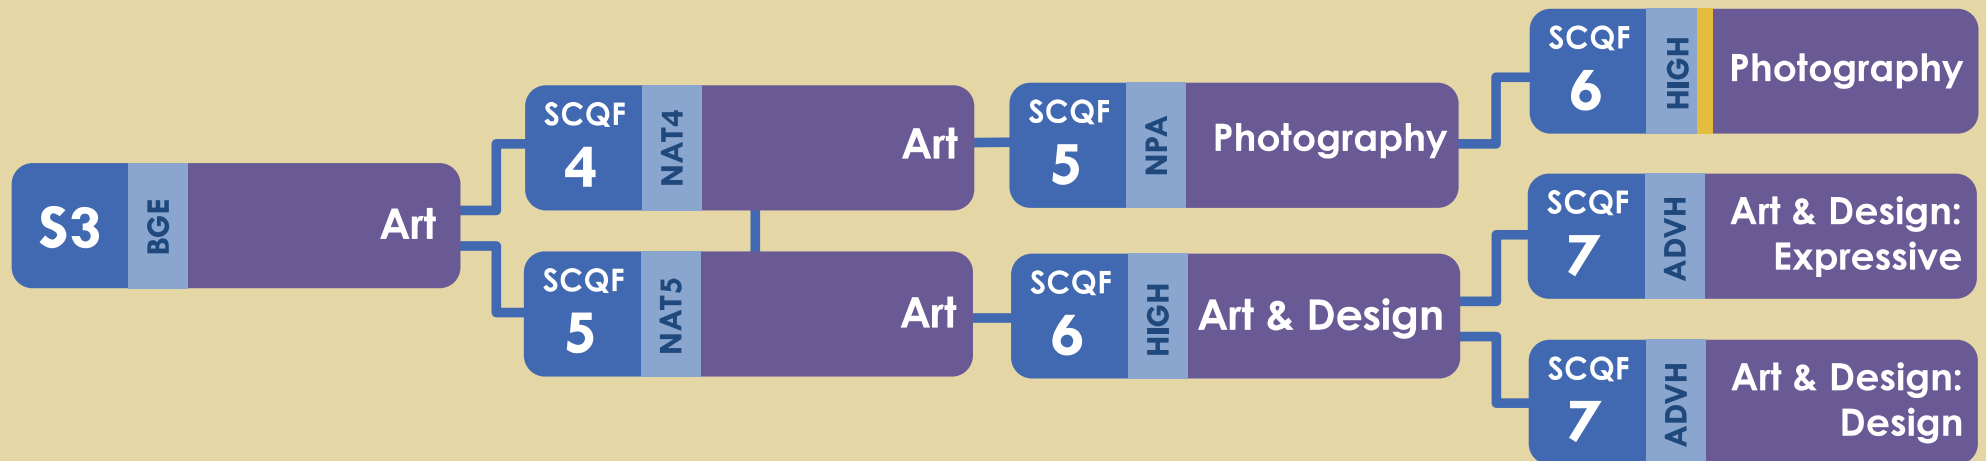 S3
BGE
Art
SCQF
4
NAT4
Art
SCQF
5
NAT5
Art
SCQF
5
NPA
Photography
SCQF
6
HIGH
Art & Design
SCQF
6
HIGH
Photography
SCQF
7
ADVH
Art & Design:
Expressive
SCQF
7
ADVH
Art & Design:
Design